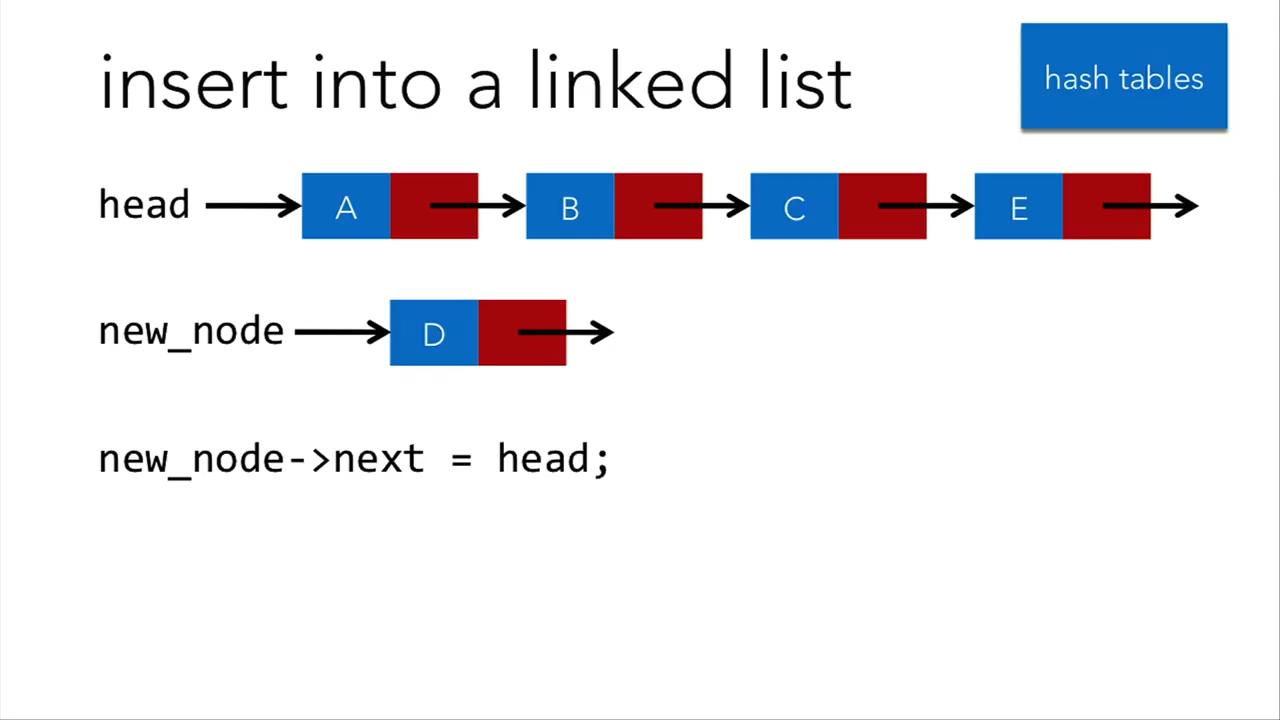 insert into a linked list
hash tables
head
A
B
C
E
new_node
D
new_node->next = head;